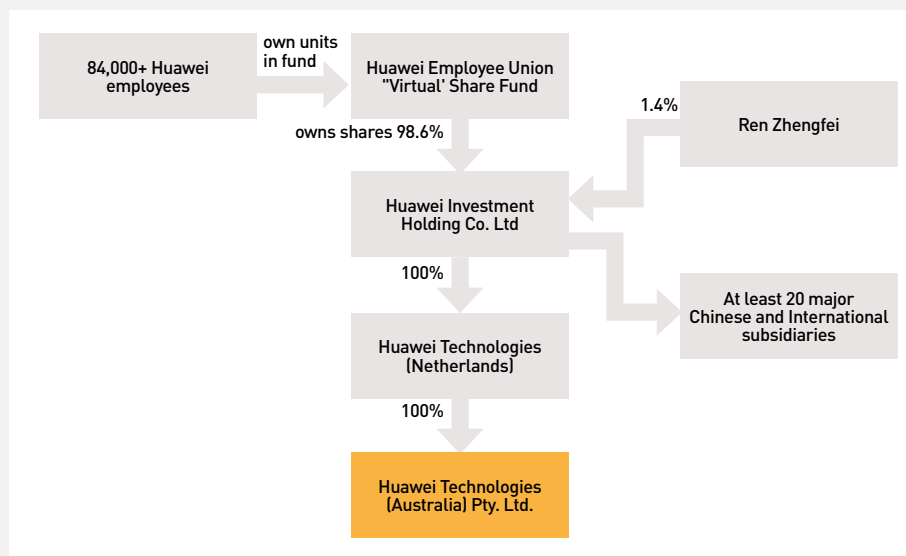 84,000+ Huawei
employees
own units
in fund
Huawei Employee Union
"Virtual' Share Fund
1.4%
Ren Zhengfei
owns shares 98.6%
Huawei Investment
Holding Co. Ltd
100%
At least 20 major
Chinese and International
subsidiaries
Huawei Technologies
(Netherlands)
100%
Huawei Technologies
(Australia) Pty. Ltd.